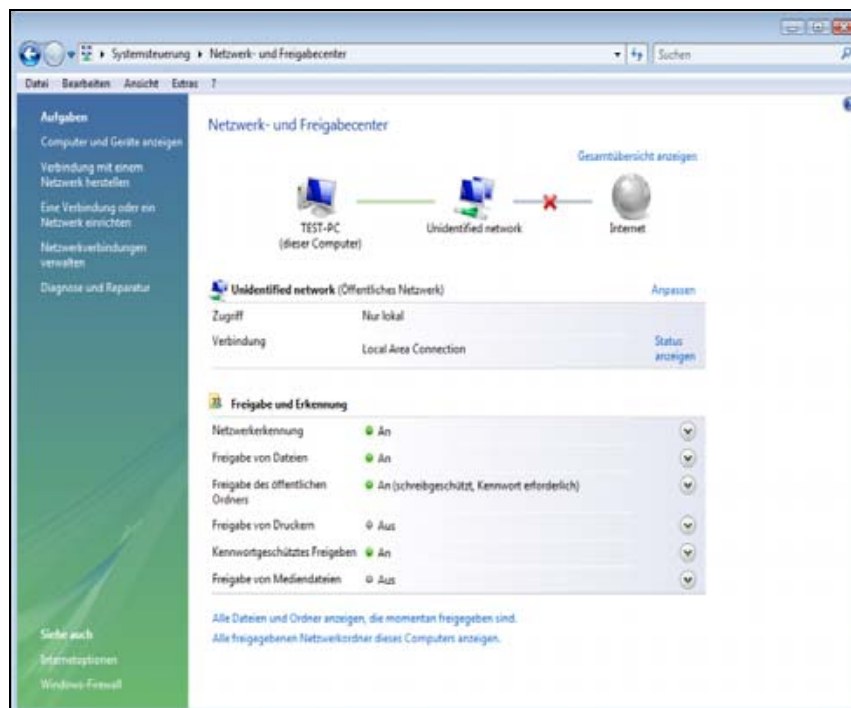 Systemsteuerung ▸ Netzwerk- und Freigabecenter
Suchen
Datei Bearbeiten Ansicht Extras ?
Aufgaben
Computer und Geräte anzeigen
Verbindung mit einem
Netzwerk herstellen
Eine Verbindung oder ein
Netzwerk einrichten
Netzwerkverbindungen
verwalten
Diagnose und Reparatur
Siehe auch
Internetoptionen
Windows-Firewall
Netzwerk- und Freigabecenter
Gesamtübersicht anzeigen
TEST-PC
(dieser Computer)
Unidentified network
Internet
Unidentified network (Öffentliches Netzwerk)
Anpassen
Zugriff
Nur lokal
Verbindung
Local Area Connection
Status
anzeigen
Freigabe und Erkennung
Netzwerkerkennung
An
Freigabe von Dateien
An
Freigabe des öffentlichen
Ordners
An (schreibgeschützt, Kennwort erforderlich)
Freigabe von Druckern
Aus
Kennwortgeschütztes Freigeben
An
Freigabe von Mediendateien
Aus
Alle Dateien und Ordner anzeigen, die momentan freigegeben sind.
Alle freigegebenen Netzwerkordner dieses Computers anzeigen.